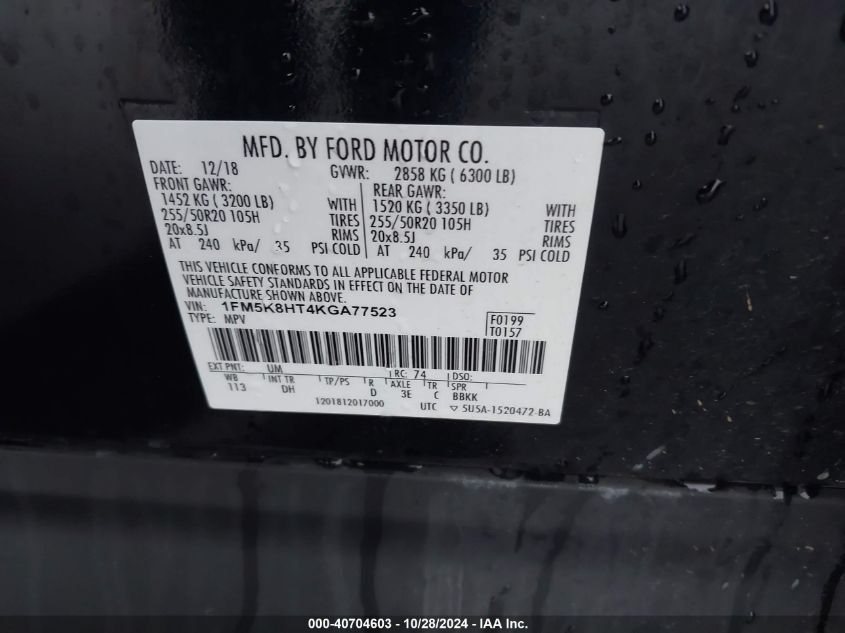 MFD. BY FORD MOTOR CO.
DATE: 12/18 GVWR: 2858 KG ( 6300 LB)
FRONT GAWR: REAR GAWR:
1452 KG ( 3200 LB) WITH 1520 KG ( 3350 LB) WITH
255/50R20 105H TIRES 255/50R20 105H TIRES
20x8.5J RIMS 20x8.5J RIMS
AT 240 kPa/ 35 PSI COLD AT 240 kPa/ 35 PSI COLD
THIS VEHICLE CONFORMS TO ALL APPLICABLE FEDERAL MOTOR
VEHICLE SAFETY STANDARDS IN EFFECT ON THE DATE OF
MANUFACTURE SHOWN ABOVE.
VIN: 1FM5K8HT4KGA77523 F0199
TYPE: MPV T0157
EXT PNT: UM RC: 74 DSO:
WB INT TR TP/PS R AXLE TR SPR
113 DH D 3E C BBKK
1201812017000 UTC ▽ 5U5A-1520472-BA
000-40704603 - 10/28/2024 - IAA Inc.